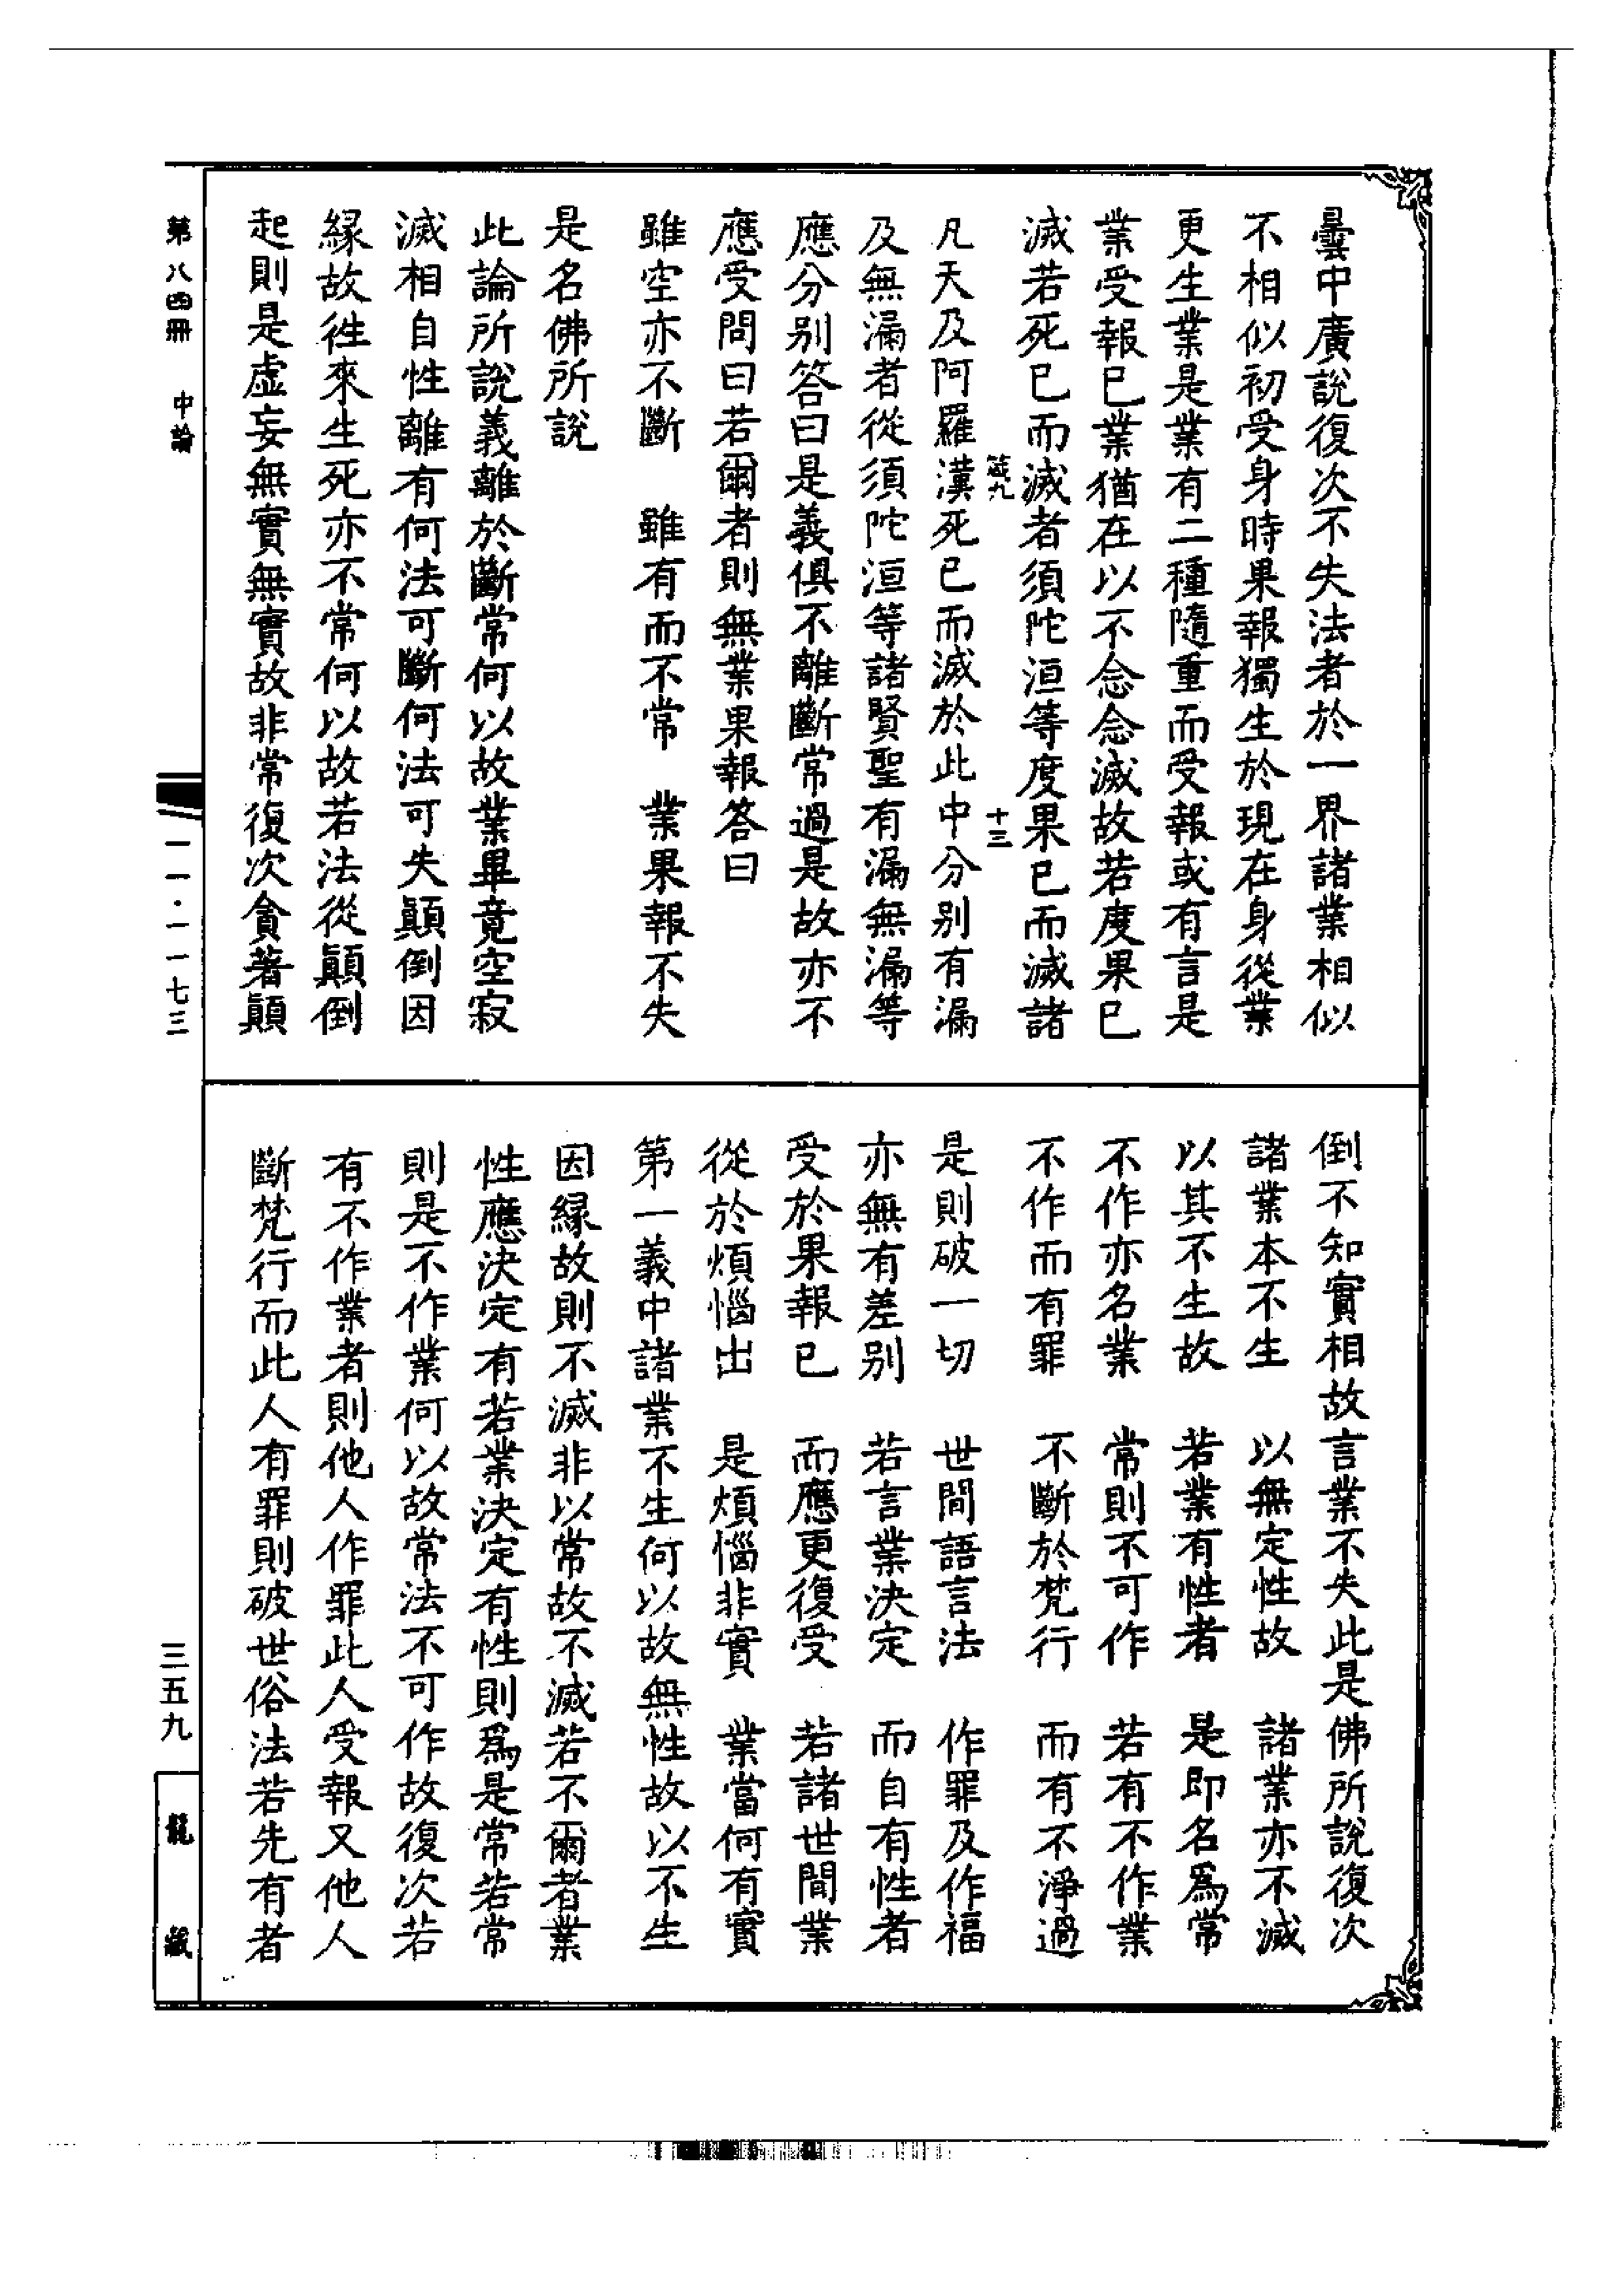 曇中廣說復次不失法者於一界諸業相似
不相似初受身時果報獨生於現在身從業
更生業是業有二種隨重而受報或有言是
業受報已業猶在以不念念滅故若度果已
滅若死已而滅者須陀洹等度果已而滅諸
箴九 十三
凡夫及阿羅漢死已而滅於此中分別有漏
及無漏者從須陀洹等諸賢聖有漏無漏等
應分別答曰是義俱不離斷常過是故亦不
應受問曰若爾者則無業果報答曰
雖空亦不斷 雖有而不常 業果報不失
是名佛所說
此論所說義離於斷常何以故業畢竟空寂
滅相自性離有何法可斷何法可失顛倒因
緣故徃來生死亦不常何以故若法從顛倒
起則是虛妄無實無實故非常復次貪著顛
倒不知實相故言業不失此是佛所說復次
諸業本不生 以無定性故 諸業亦不滅
以其不生故 若業有性者 是即名爲常
不作亦名業 常則不可作 若有不作業
不作而有罪 不斷於梵行 而有不淨過
是則破一切 世間語言法 作罪及作福
亦無有差別 若言業決定 而自有性者
受於果報已 而應更復受 若諸世間業
從於煩惱出 是煩惱非實 業當何有實
第一義中諸業不生何以故無性故以不生
因緣故則不滅非以常故不滅若不爾者業
性應決定有若業決定有性則爲是常若常
則是不作業何以故常法不可作故復次若
有不作業者則他人作罪此人受報又他人
斷梵行而此人有罪則破世俗法若先有者
第八四冊 中論
一一·一一七三
三五九
龍藏